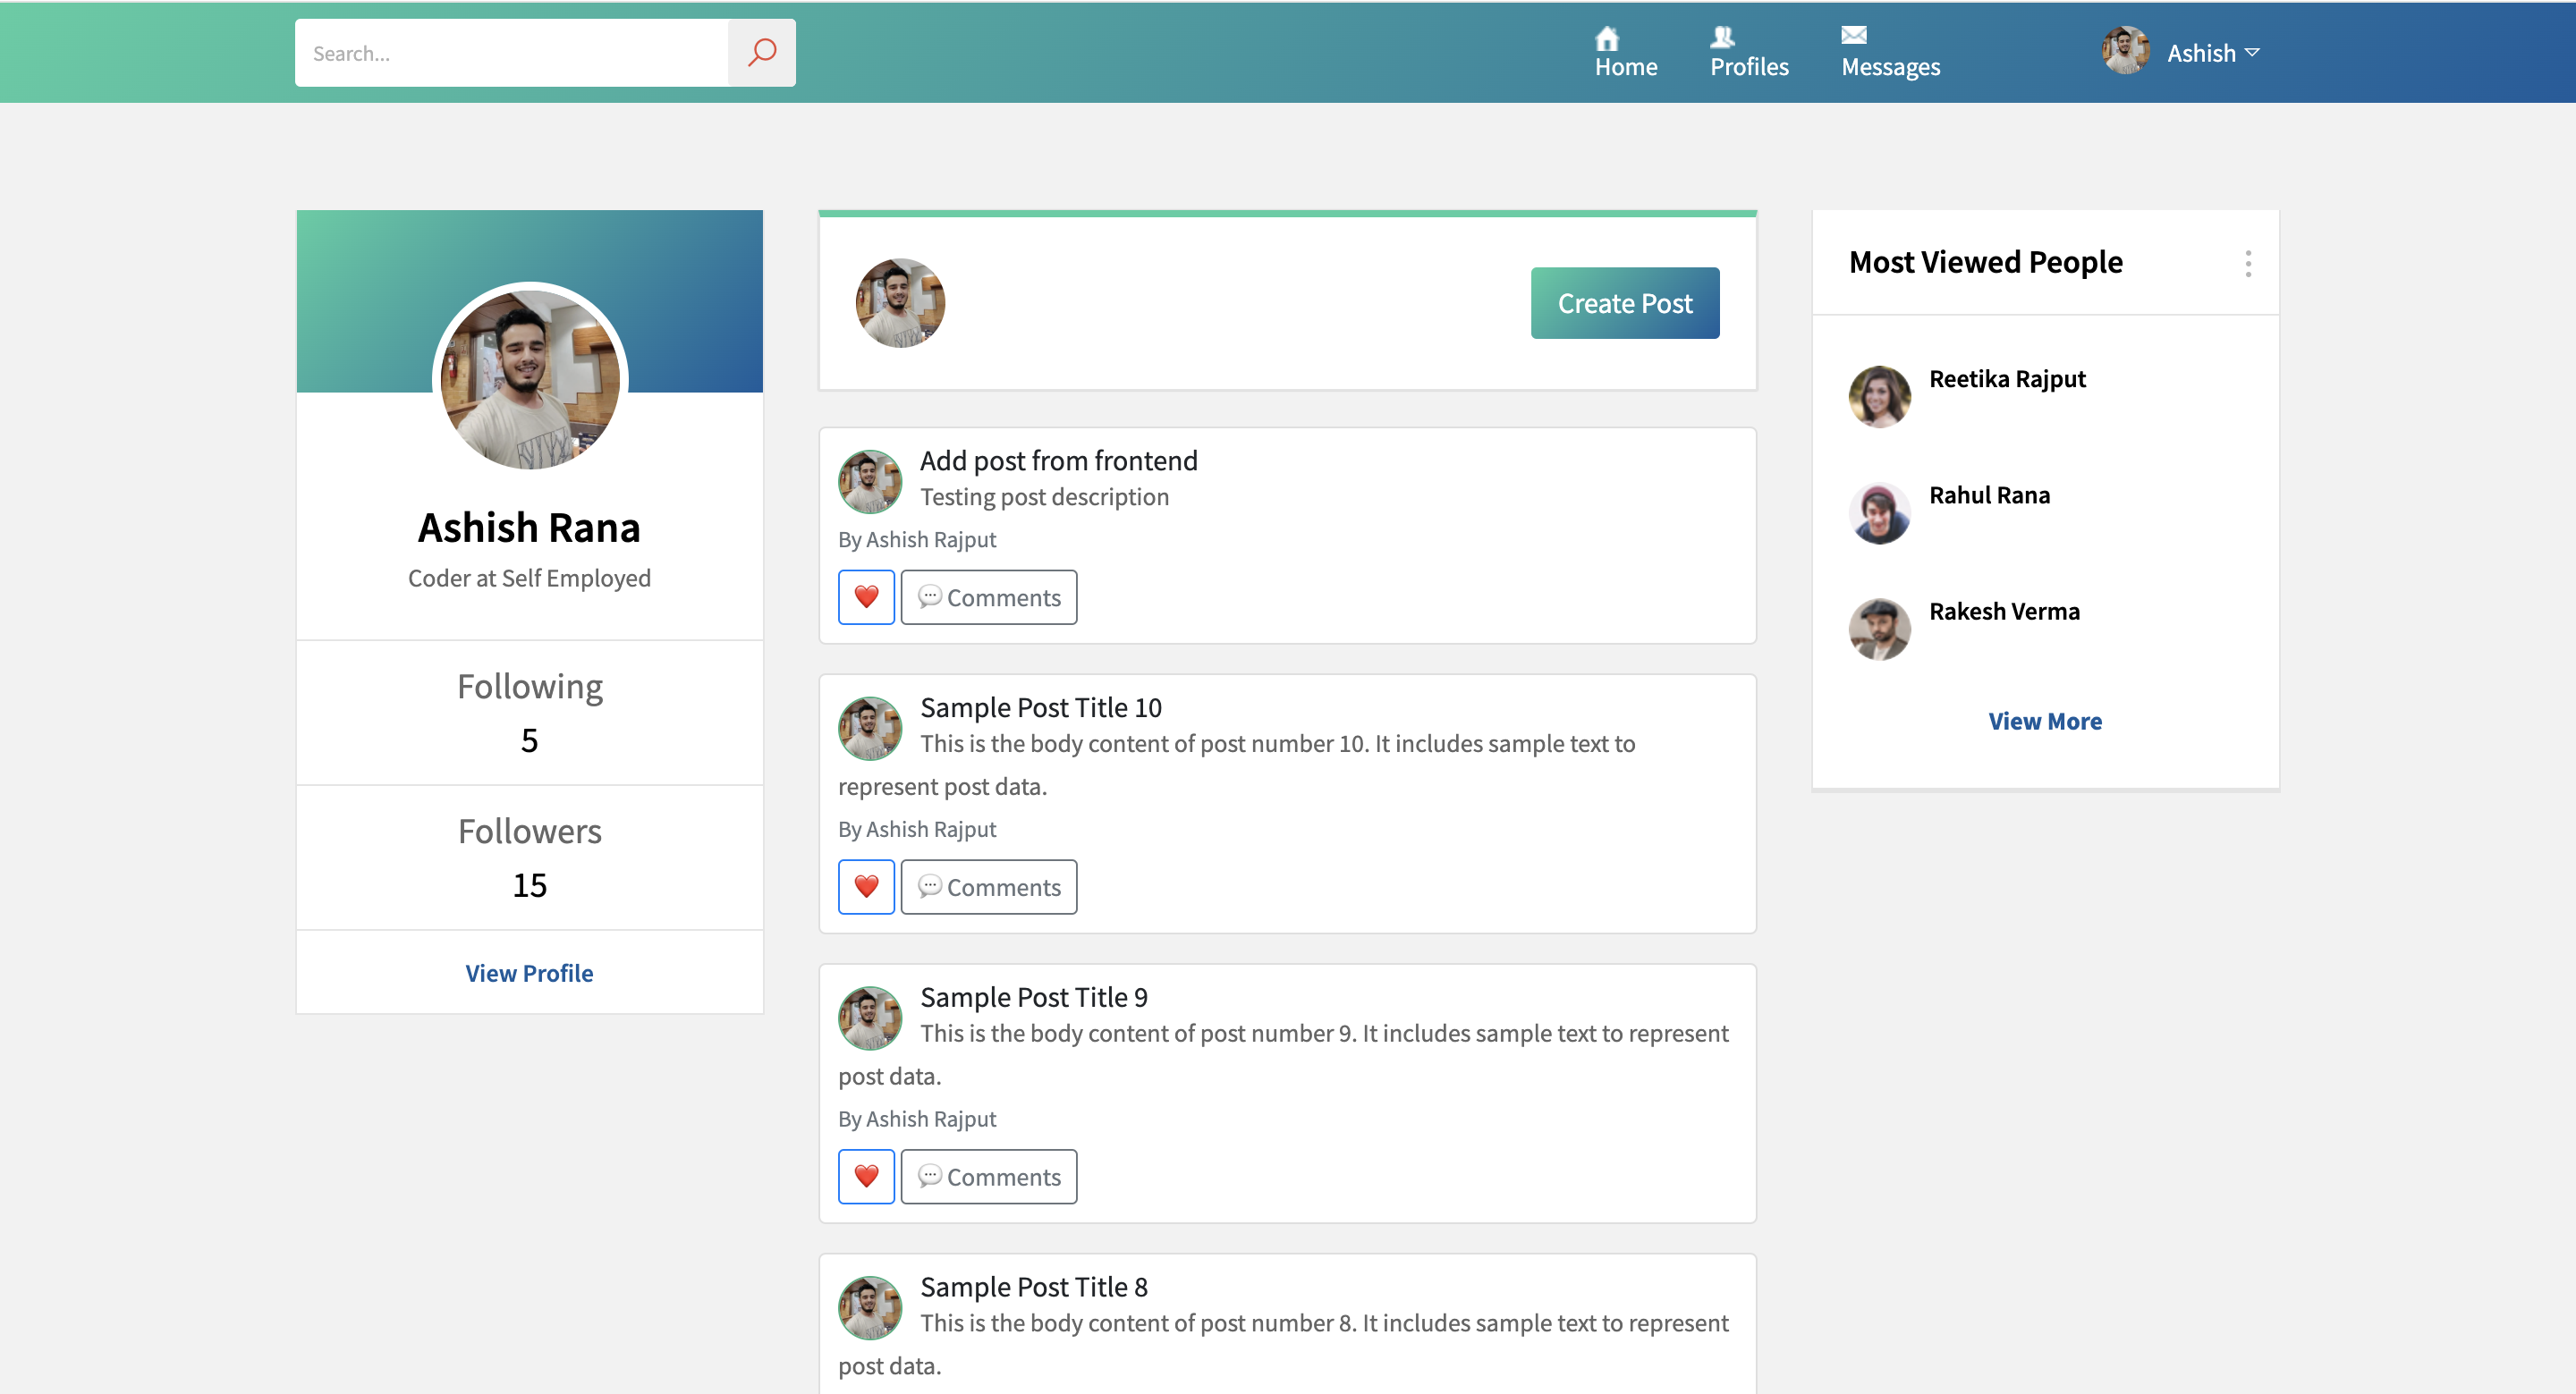 Search...
Home
Profiles
Messages
Ashish
Ashish Rana
Coder at Self Employed
Following
5
Followers
15
View Profile
Create Post
Add post from frontend
Testing post description
By Ashish Rajput
Comments
Sample Post Title 10
This is the body content of post number 10. It includes sample text to
represent post data.
By Ashish Rajput
Comments
Sample Post Title 9
This is the body content of post number 9. It includes sample text to represent
post data.
By Ashish Rajput
Comments
Sample Post Title 8
This is the body content of post number 8. It includes sample text to represent
post data.
Most Viewed People
Reetika Rajput
Rahul Rana
Rakesh Verma
View More